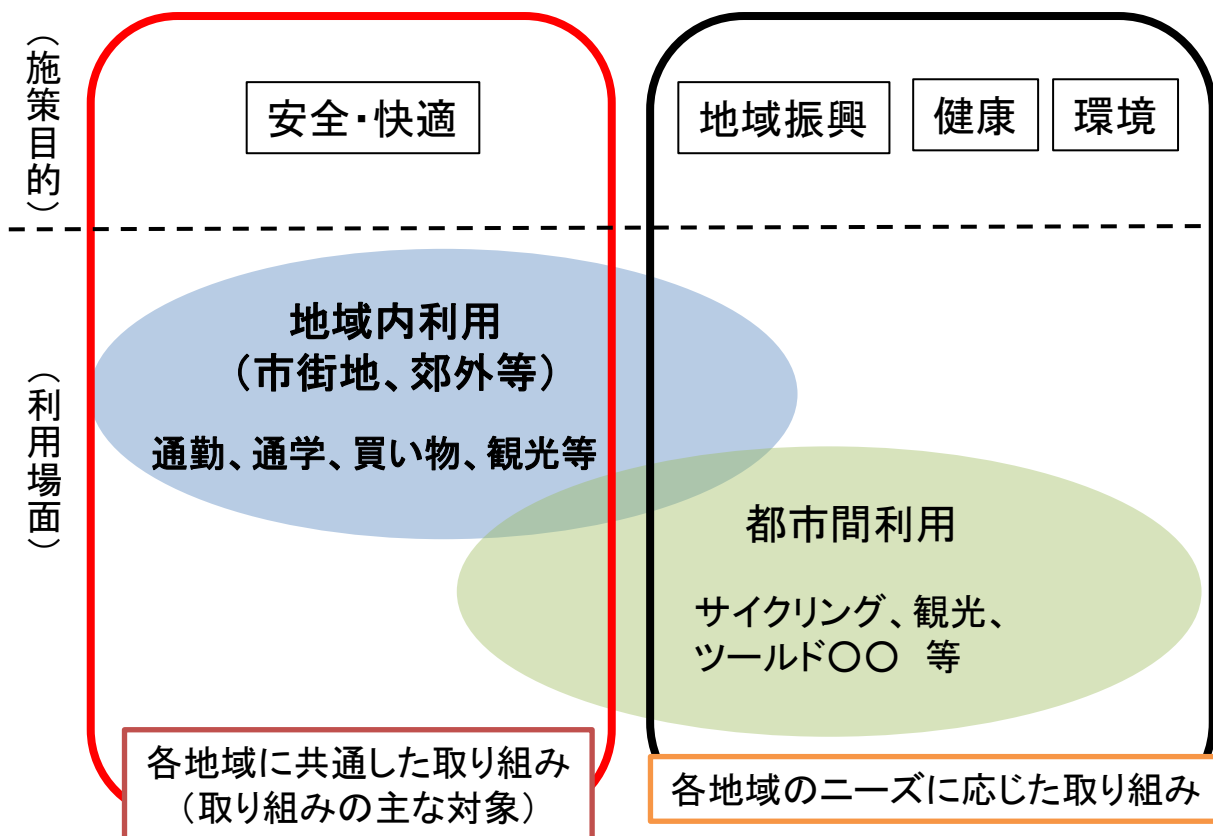 （施策目的）
安全・快適
地域振興
健康
環境
（利用場面）
地域内利用
（市街地、郊外等）
通勤、通学、買い物、観光等
都市間利用
サイクリング、観光、
ツールド〇〇 等
各地域に共通した取り組み
（取り組みの主な対象）
各地域のニーズに応じた取り組み